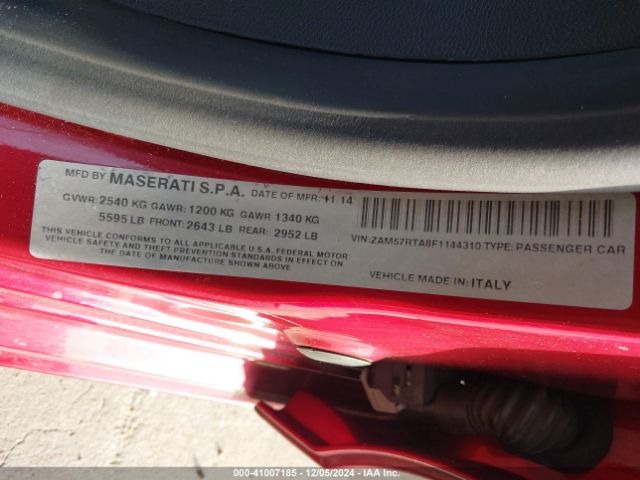 MFD BY MASERATI S.P.A. DATE OF MFR: 11 14
GVWR: 2540 KG GAWR: 1200 KG GAWR: 1340 KG
5595 LB FRONT: 2643 LB REAR: 2952 LB
THIS VEHICLE CONFORMS TO ALL APPLICABLE U.S.A. FEDERAL MOTOR
VEHICLE SAFETY AND THEFT PREVENTION STANDARDS IN EFFECT ON
THE DATE OF MANUFACTURE SHOWN ABOVE
VIN: ZAM57RTA8F1144310 TYPE: PASSENGER CAR
VEHICLE MADE IN: ITALY
000-41007185 - 12/05/2024 - IAA Inc.